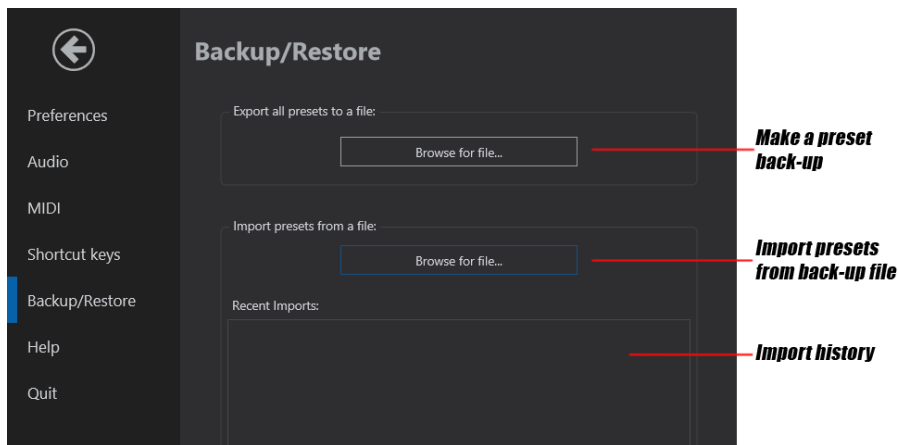 Backup/Restore
Preferences
Audio
MIDI
Shortcut keys
Backup/Restore
Help
Quit
Export all presets to a file:
Browse for file...
Import presets from a file:
Browse for file...
Recent Imports:
Make a preset
back-up
Import presets
from back-up file
Import history